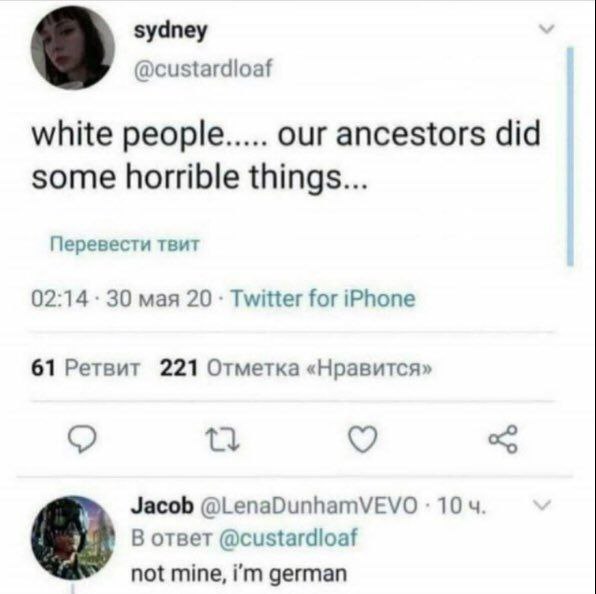 sydney
@custardloaf
white people..... our ancestors did
some horrible things...
Перевести твит
02:14 · 30 мая 20 · Twitter for iPhone
61 Ретвит 221 Отметка «Нравится»
Jacob @LenaDunhamVEVO · 10 ч.
В ответ @custardloaf
not mine, i'm german